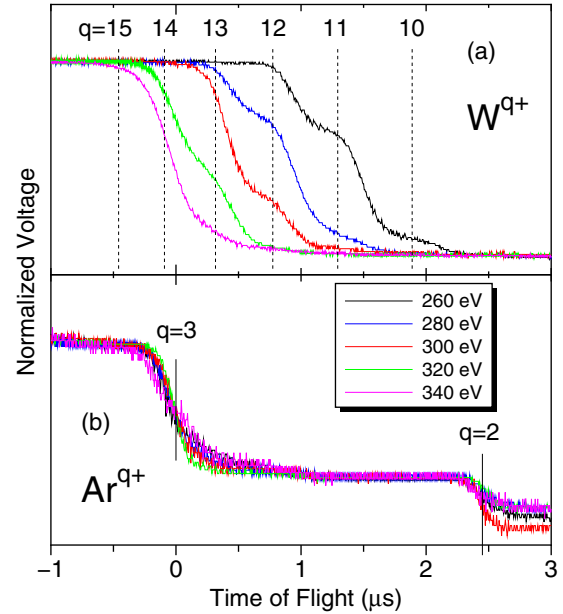 q=15 14 13 12 11 10
(a)
W^{q+}
Normalized Voltage
260 eV
280 eV
300 eV
320 eV
340 eV
q=3
q=2
(b)
Ar^{q+}
−1 0 1 2 3
Time of Flight (μs)